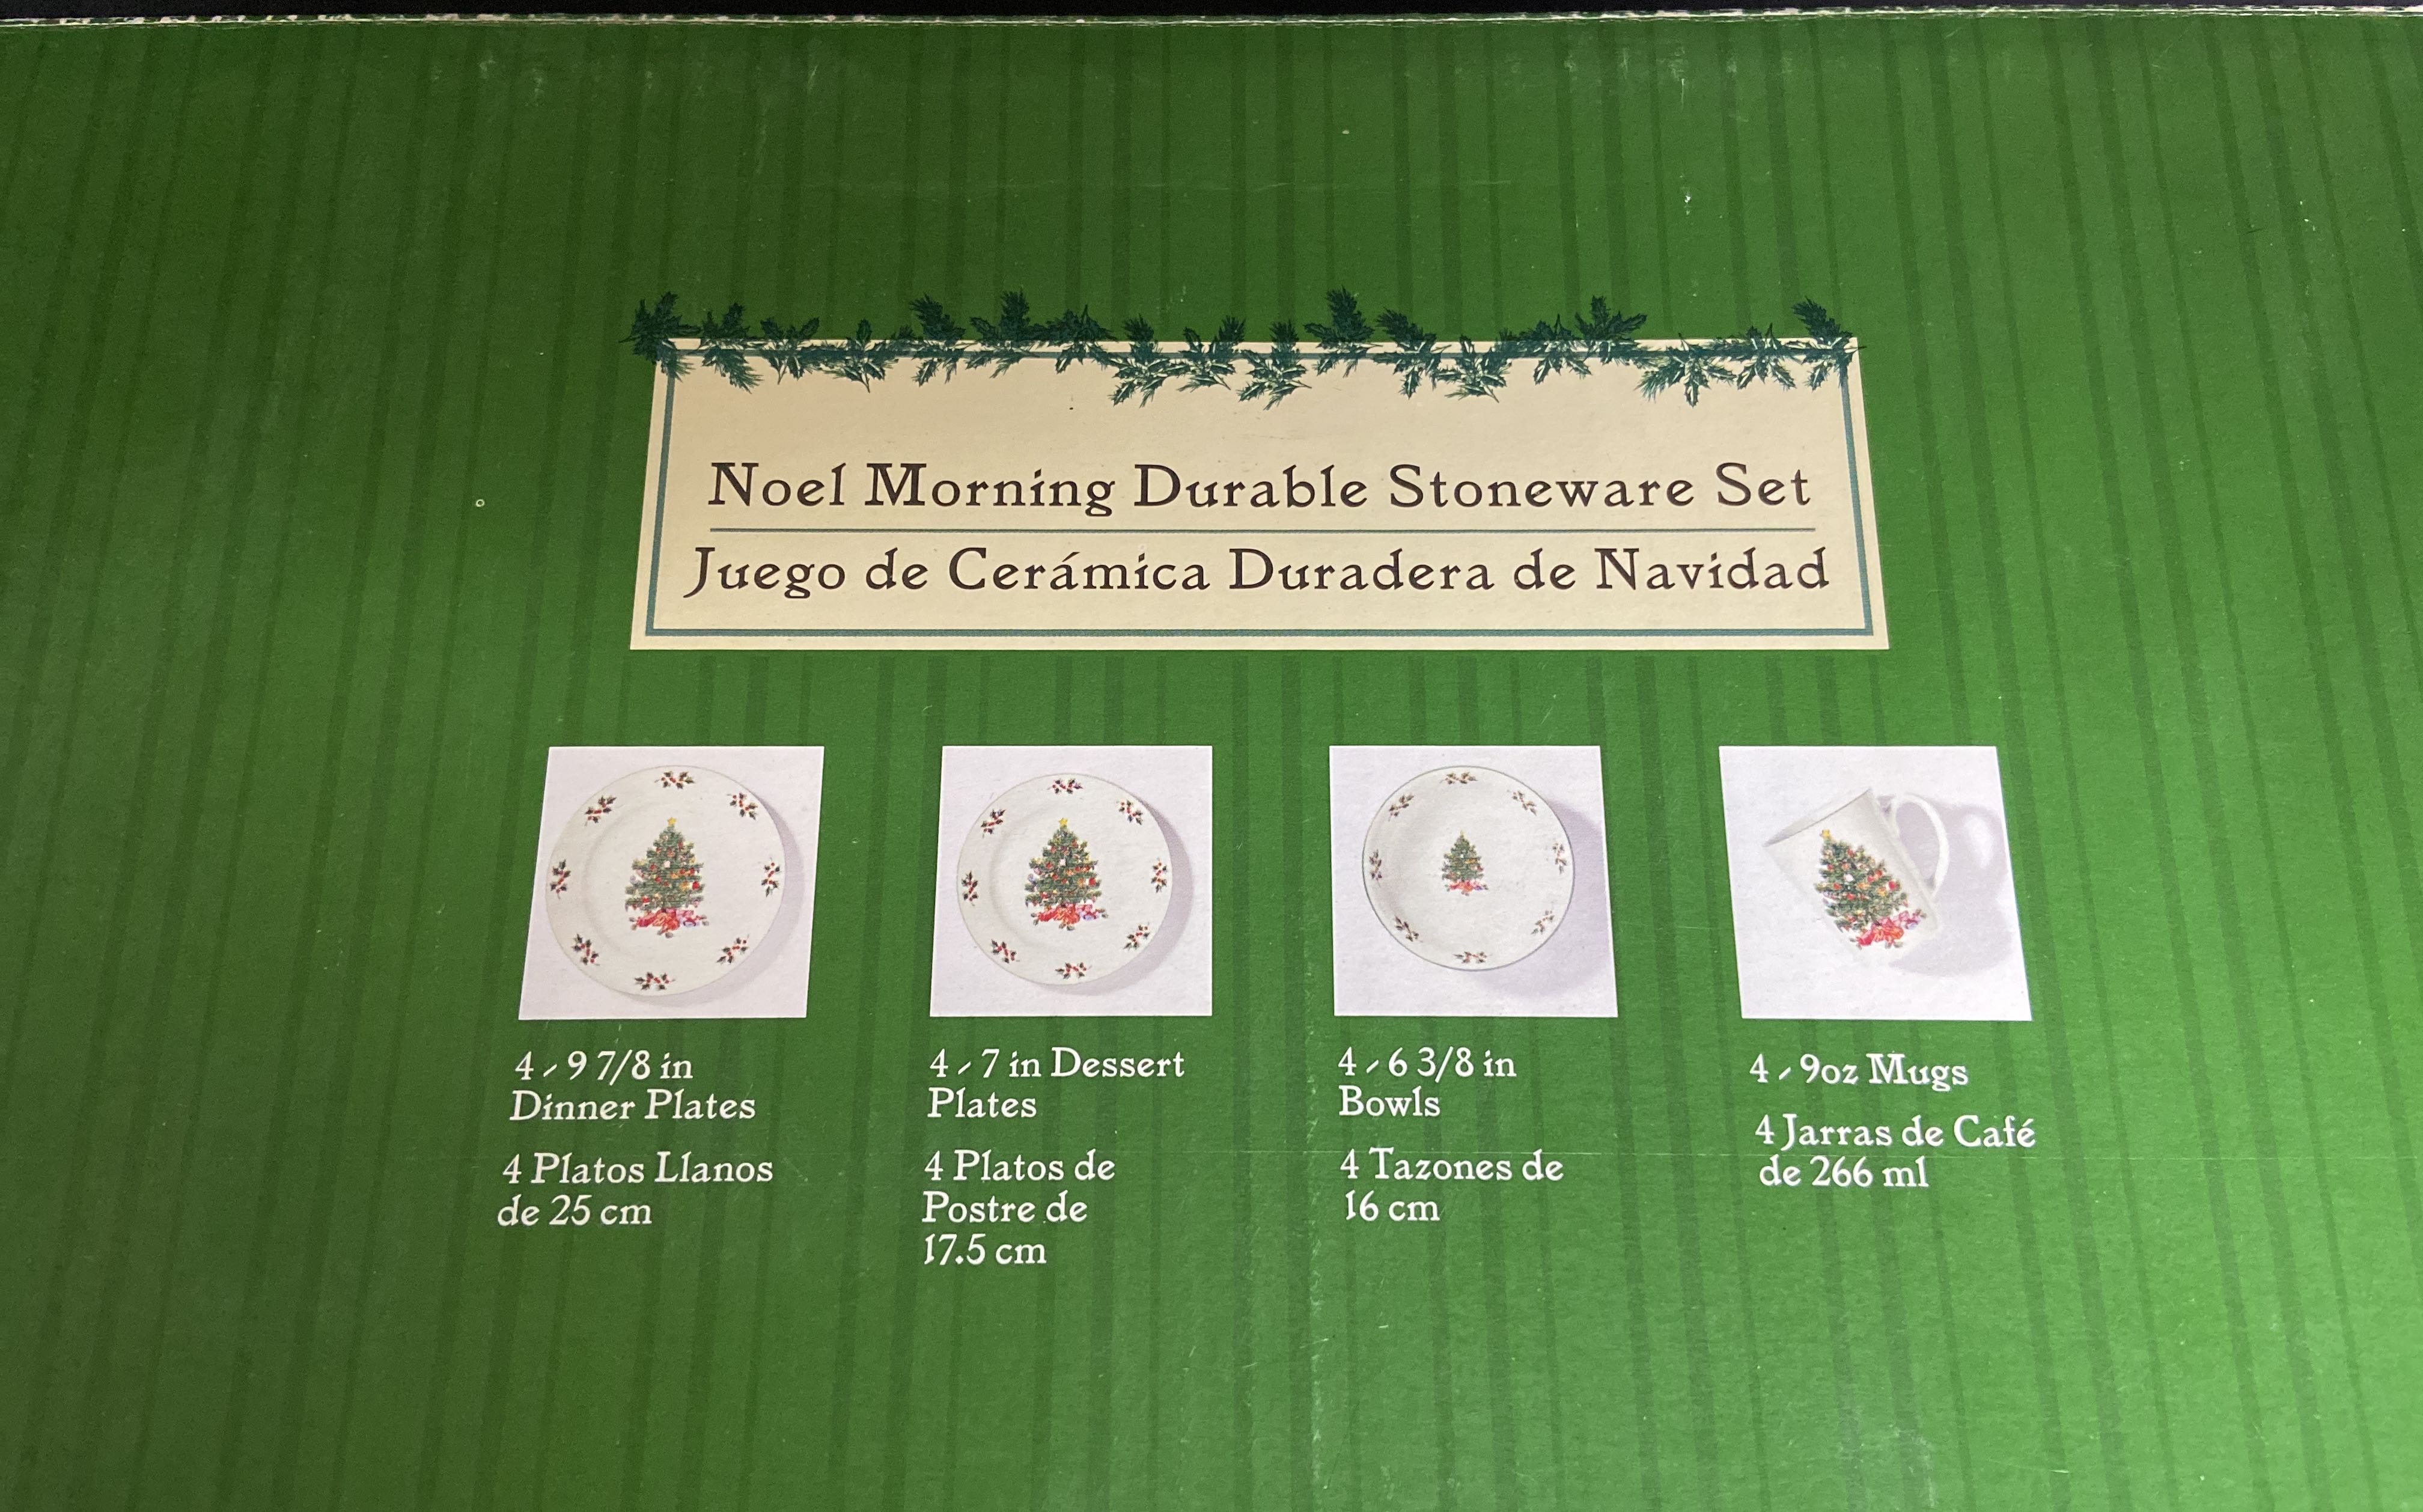 Noel Morning Durable Stoneware Set
Juego de Cerámica Duradera de Navidad
4 - 9 7/8 in
Dinner Plates
4 Platos Llanos
de 25 cm
4 - 7 in Dessert
Plates
4 Platos de
Postre de
17.5 cm
4 - 6 3/8 in
Bowls
4 Tazones de
16 cm
4 - 9oz Mugs
4 Jarras de Café
de 266 ml